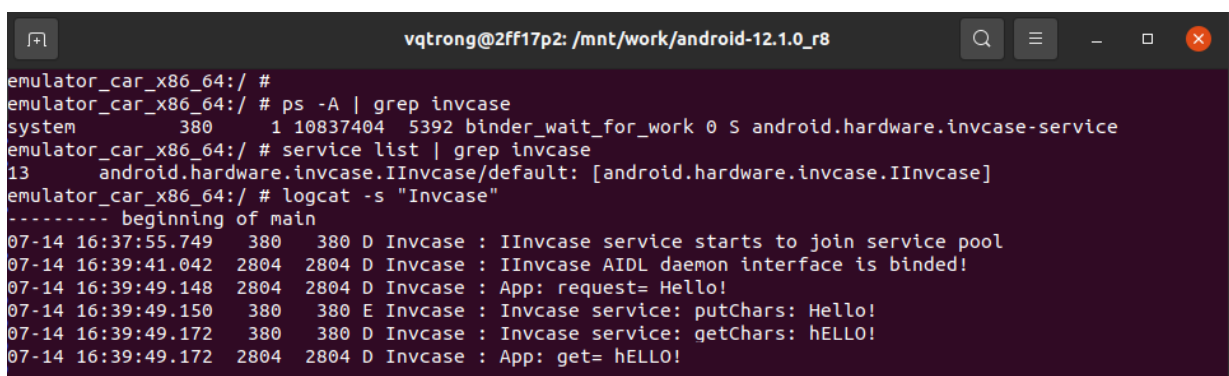 vqtrong@2ff17p2: /mnt/work/android-12.1.0_r8
emulator_car_x86_64:/ #
emulator_car_x86_64:/ # ps -A | grep invcase
system         380     1 10837404  5392 binder_wait_for_work 0 S android.hardware.invcase-service
emulator_car_x86_64:/ # service list | grep invcase
13      android.hardware.invcase.IInvcase/default: [android.hardware.invcase.IInvcase]
emulator_car_x86_64:/ # logcat -s "Invcase"
--------- beginning of main
07-14 16:37:55.749   380   380 D Invcase : IInvcase service starts to join service pool
07-14 16:39:41.042  2804  2804 D Invcase : IInvcase AIDL daemon interface is binded!
07-14 16:39:49.148  2804  2804 D Invcase : App: request= Hello!
07-14 16:39:49.150   380   380 E Invcase : Invcase service: putChars: Hello!
07-14 16:39:49.172   380   380 D Invcase : Invcase service: getChars: hELLO!
07-14 16:39:49.172  2804  2804 D Invcase : App: get= hELLO!